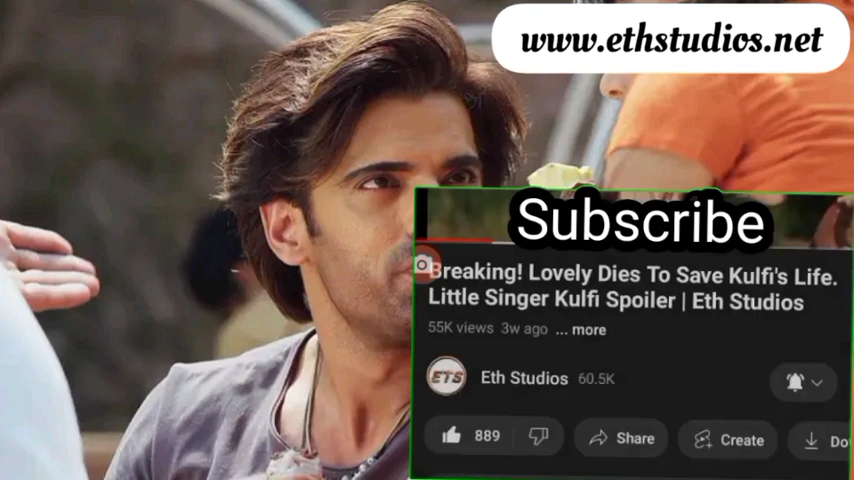 www.ethstudios.net
Subscribe
Breaking! Lovely Dies To Save Kulfi's Life.
Little Singer Kulfi Spoiler | Eth Studios
55K views 3w ago ... more
ETS Eth Studios 60.5K
889 Share Create Do